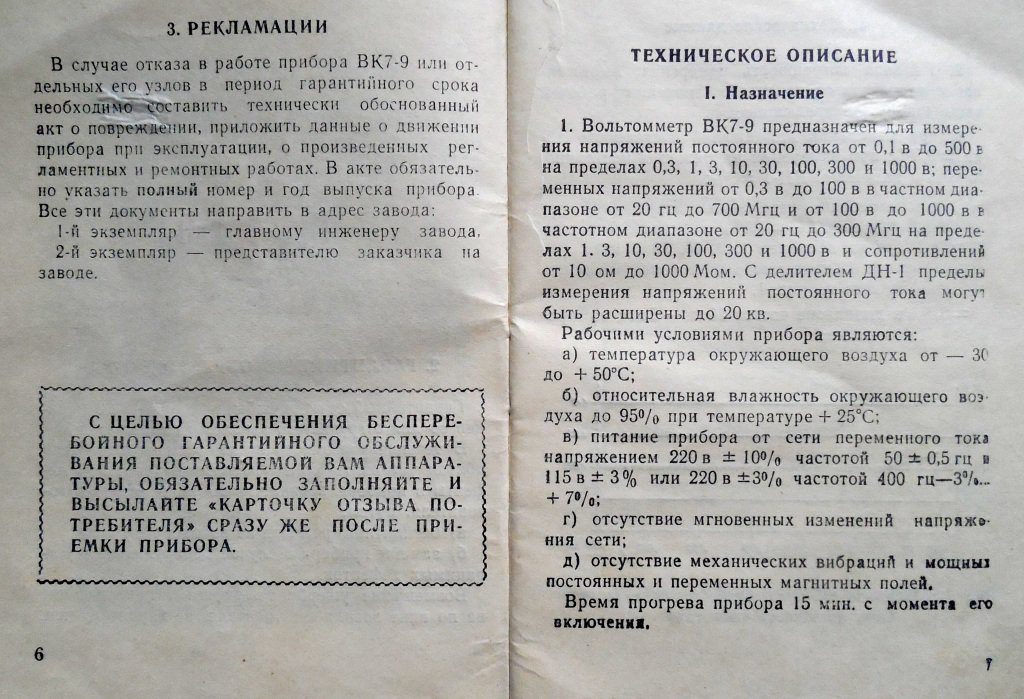 3. РЕКЛАМАЦИИ
В случае отказа в работе прибора ВК7-9 или от-
дельных его узлов в период гарантийного срока
необходимо составить технически обоснованный
акт о повреждении, приложить данные о движении
прибора при эксплуатации, о произведенных рег-
ламентных и ремонтных работах. В акте обязатель-
но указать полный номер и год выпуска прибора.
Все эти документы направить в адрес завода:
1-й экземпляр — главному инженеру завода,
2-й экземпляр — представителю заказчика на
заводе.
С ЦЕЛЬЮ ОБЕСПЕЧЕНИЯ БЕСПЕРЕ-
БОЙНОГО ГАРАНТИЙНОГО ОБСЛУЖИ-
ВАНИЯ ПОСТАВЛЯЕМОЙ ВАМ АППАРА-
ТУРЫ, ОБЯЗАТЕЛЬНО ЗАПОЛНЯЙТЕ И
ВЫСЫЛАЙТЕ «КАРТОЧКУ ОТЗЫВА ПО-
ТРЕБИТЕЛЯ» СРАЗУ ЖЕ ПОСЛЕ ПРИ-
ЕМКИ ПРИБОРА.
6
ТЕХНИЧЕСКОЕ ОПИСАНИЕ
I. Назначение
1. Вольтомметр ВК7-9 предназначен для измере-
ния напряжений постоянного тока от 0,1 в до 500 в
на пределах 0,3, 1, 3, 10, 30, 100, 300 и 1000 в; пере-
менных напряжений от 0,3 в до 100 в в частном диа-
пазоне от 20 гц до 700 Мгц и от 100 в до 1000 в в
частотном диапазоне от 20 гц до 300 Мгц на преде-
лах 1. 3, 10, 30, 100, 300 и 1000 в и сопротивлений
от 10 ом до 1000 Мом. С делителем ДН-1 пределы
измерения напряжений постоянного тока могут
быть расширены до 20 кв.
Рабочими условиями прибора являются:
а) температура окружающего воздуха от — 30
до + 50°С;
б) относительная влажность окружающего воз-
духа до 95% при температуре + 25°С;
в) питание прибора от сети переменного тока
напряжением 220 в ± 10% частотой 50 ± 0,5 гц и
115 в ± 3% или 220 в ±3% частотой 400 гц—3%...
+ 7%;
г) отсутствие мгновенных изменений напряже-
ния сети;
д) отсутствие механических вибраций и мощных
постоянных и переменных магнитных полей.
Время прогрева прибора 15 мин. с момента его
включения.
7